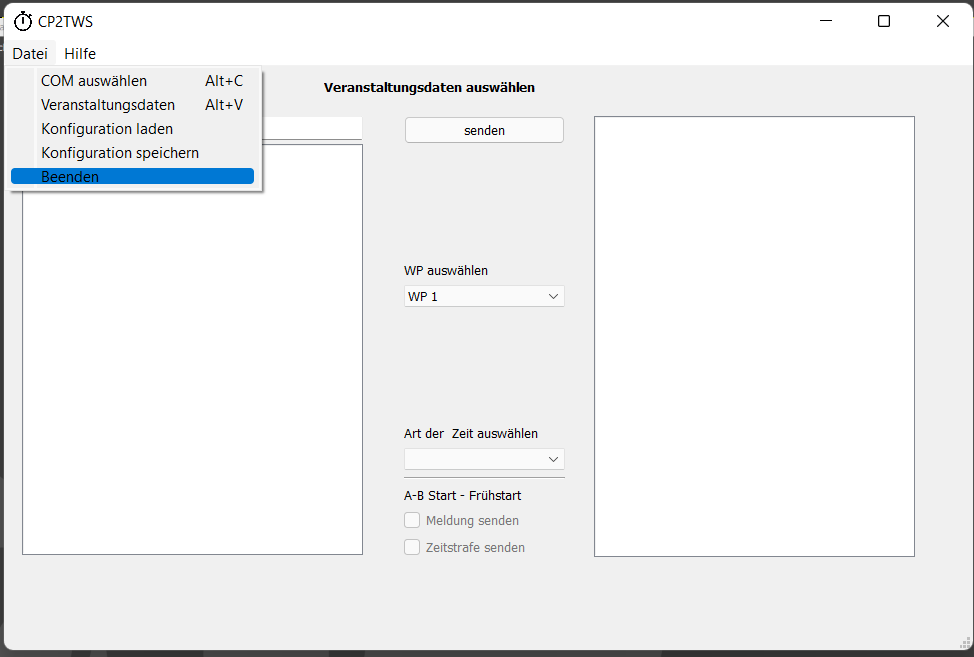 CP2TWS
Datei Hilfe
COM auswählen Alt+C
Veranstaltungsdaten Alt+V
Konfiguration laden
Konfiguration speichern
Beenden
Veranstaltungsdaten auswählen
senden
WP auswählen
WP 1
Art der  Zeit auswählen
A-B Start - Frühstart
Meldung senden
Zeitstrafe senden